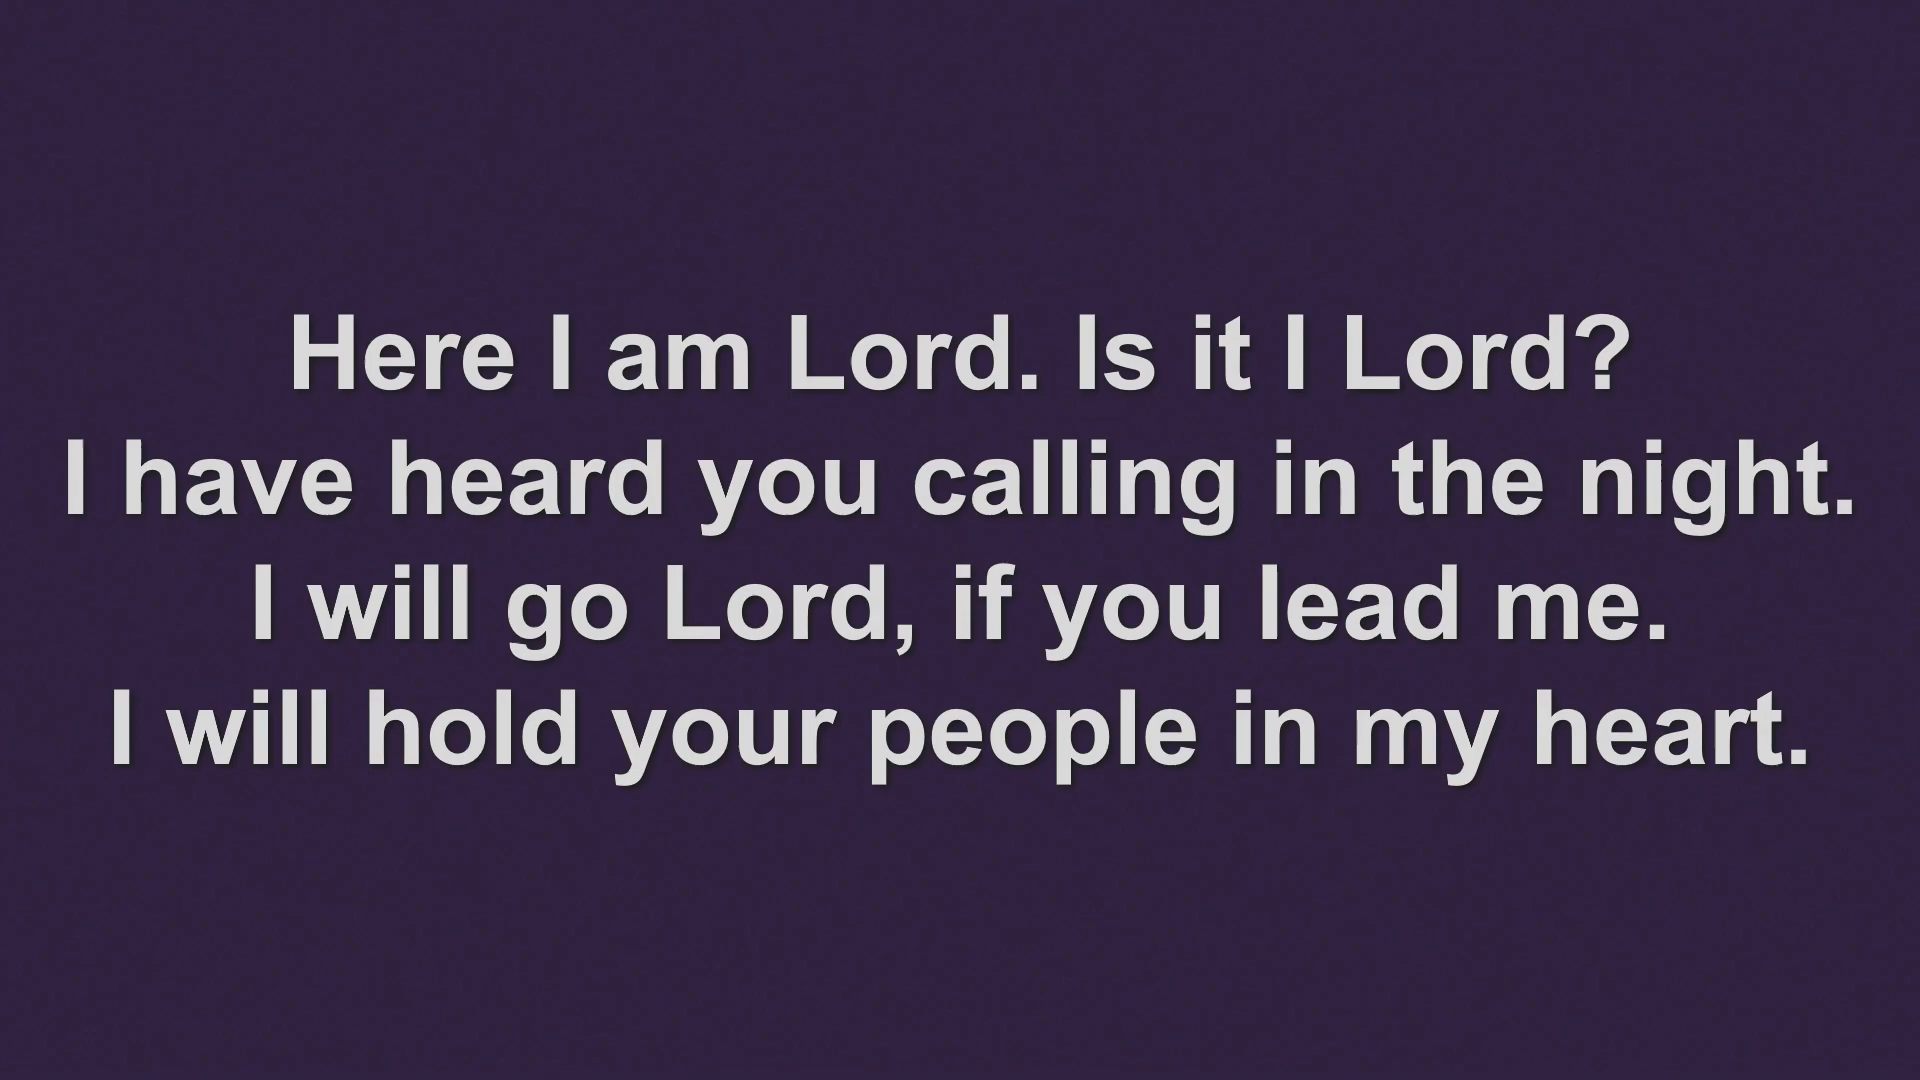 Here I am Lord. Is it I Lord?
I have heard you calling in the night.
I will go Lord, if you lead me.
I will hold your people in my heart.